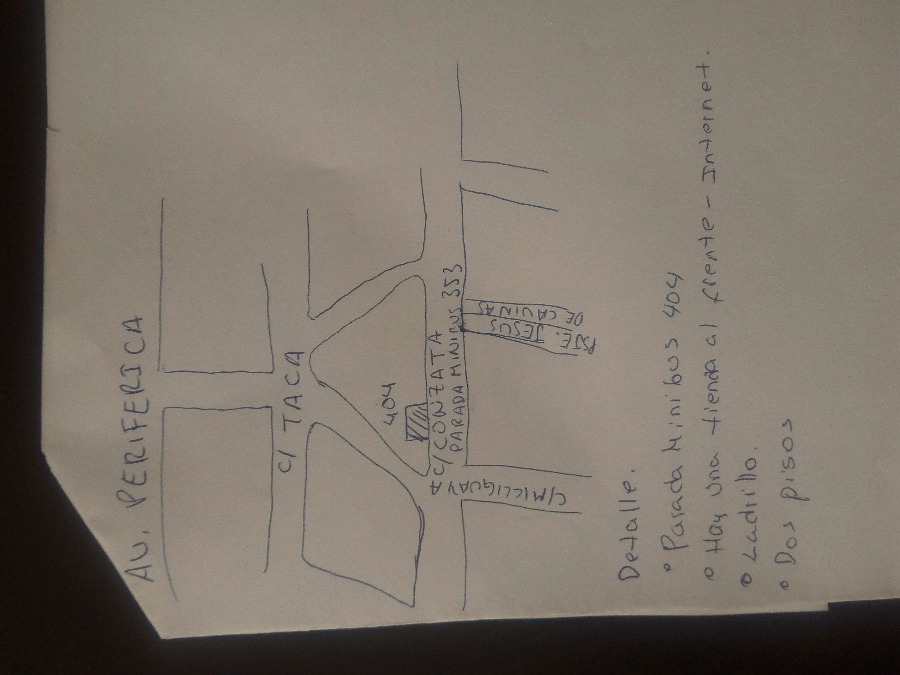 AV. PERIFERICA
C/ TACA
404
C/CONZATA
PARADA MINIBUS 353
C/MILLIGUAYA
PSJE. JESUS
DE CAVINAS
Detalle.
• Parada Minibus 404
• Hay una tienda al frente - Internet.
• Ladrillo.
• Dos pisos